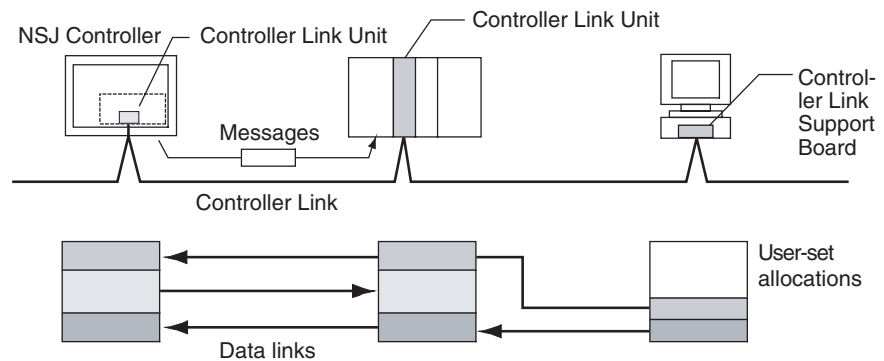 NSJ Controller
Controller Link Unit
Controller Link Unit
Control-
ler Link
Support
Board
Messages
Controller Link
User-set
allocations
Data links